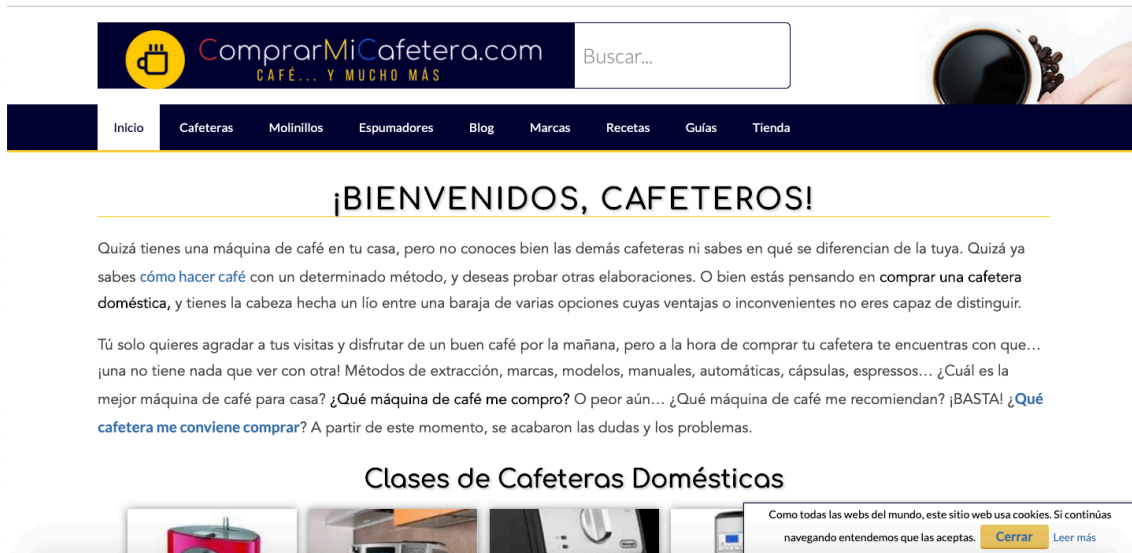 ComprarMiCafetera.com
CAFÉ... Y MUCHO MÁS
Buscar...
Inicio Cafeteras Molinillos Espumadores Blog Marcas Recetas Guías Tienda
¡BIENVENIDOS, CAFETEROS!
Quizá tienes una máquina de café en tu casa, pero no conoces bien las demás cafeteras ni sabes en qué se diferencian de la tuya. Quizá ya
sabes cómo hacer café con un determinado método, y deseas probar otras elaboraciones. O bien estás pensando en comprar una cafetera
doméstica, y tienes la cabeza hecha un lío entre una baraja de varias opciones cuyas ventajas o inconvenientes no eres capaz de distinguir.
Tú solo quieres agradar a tus visitas y disfrutar de un buen café por la mañana, pero a la hora de comprar tu cafetera te encuentras con que…
¡una no tiene nada que ver con otra! Métodos de extracción, marcas, modelos, manuales, automáticas, cápsulas, espressos… ¿Cuál es la
mejor máquina de café para casa? ¿Qué máquina de café me compro? O peor aún… ¿Qué máquina de café me recomiendan? ¡BASTA! ¿Qué
cafetera me conviene comprar? A partir de este momento, se acabaron las dudas y los problemas.
Clases de Cafeteras Domésticas
Como todas las webs del mundo, este sitio web usa cookies. Si continúas
navegando entendemos que las aceptas. Cerrar Leer más